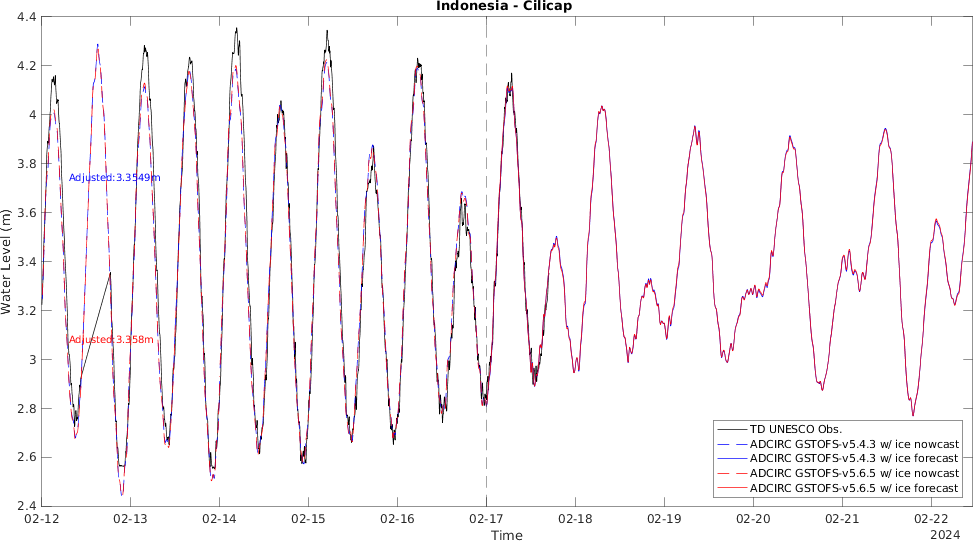 Indonesia - Cilicap
4.4
4.2
4
3.8
3.6
3.4
3.2
3
2.8
2.6
2.4
Water Level (m)
Adjusted:3.3549m
Adjusted:3.358m
TD UNESCO Obs.
ADCIRC GSTOFS-v5.4.3 w/ ice nowcast
ADCIRC GSTOFS-v5.4.3 w/ ice forecast
ADCIRC GSTOFS-v5.6.5 w/ ice nowcast
ADCIRC GSTOFS-v5.6.5 w/ ice forecast
02-12 02-13 02-14 02-15 02-16 02-17 02-18 02-19 02-20 02-21 02-22
Time
2024